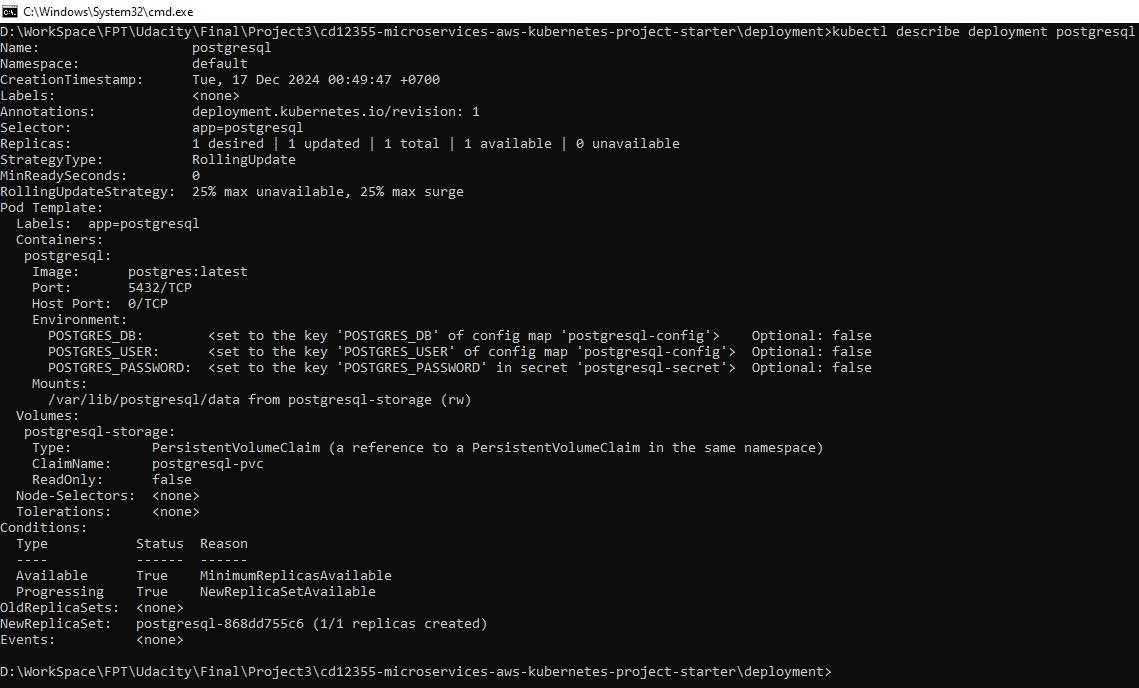 C:\Windows\System32\cmd.exe
D:\WorkSpace\FPT\Udacity\Final\Project3\cd12355-microservices-aws-kubernetes-project-starter\deployment>kubectl describe deployment postgresql
Name:                   postgresql
Namespace:              default
CreationTimestamp:      Tue, 17 Dec 2024 00:49:47 +0700
Labels:                 <none>
Annotations:            deployment.kubernetes.io/revision: 1
Selector:               app=postgresql
Replicas:               1 desired | 1 updated | 1 total | 1 available | 0 unavailable
StrategyType:           RollingUpdate
MinReadySeconds:        0
RollingUpdateStrategy:  25% max unavailable, 25% max surge
Pod Template:
  Labels:  app=postgresql
  Containers:
   postgresql:
    Image:      postgres:latest
    Port:       5432/TCP
    Host Port:  0/TCP
    Environment:
      POSTGRES_DB:        <set to the key 'POSTGRES_DB' of config map 'postgresql-config'>    Optional: false
      POSTGRES_USER:      <set to the key 'POSTGRES_USER' of config map 'postgresql-config'>  Optional: false
      POSTGRES_PASSWORD:  <set to the key 'POSTGRES_PASSWORD' in secret 'postgresql-secret'>  Optional: false
    Mounts:
      /var/lib/postgresql/data from postgresql-storage (rw)
  Volumes:
   postgresql-storage:
    Type:          PersistentVolumeClaim (a reference to a PersistentVolumeClaim in the same namespace)
    ClaimName:     postgresql-pvc
    ReadOnly:      false
  Node-Selectors:  <none>
  Tolerations:     <none>
Conditions:
  Type           Status  Reason
  ----           ------  ------
  Available      True    MinimumReplicasAvailable
  Progressing    True    NewReplicaSetAvailable
OldReplicaSets:  <none>
NewReplicaSet:   postgresql-868dd755c6 (1/1 replicas created)
Events:          <none>
D:\WorkSpace\FPT\Udacity\Final\Project3\cd12355-microservices-aws-kubernetes-project-starter\deployment>